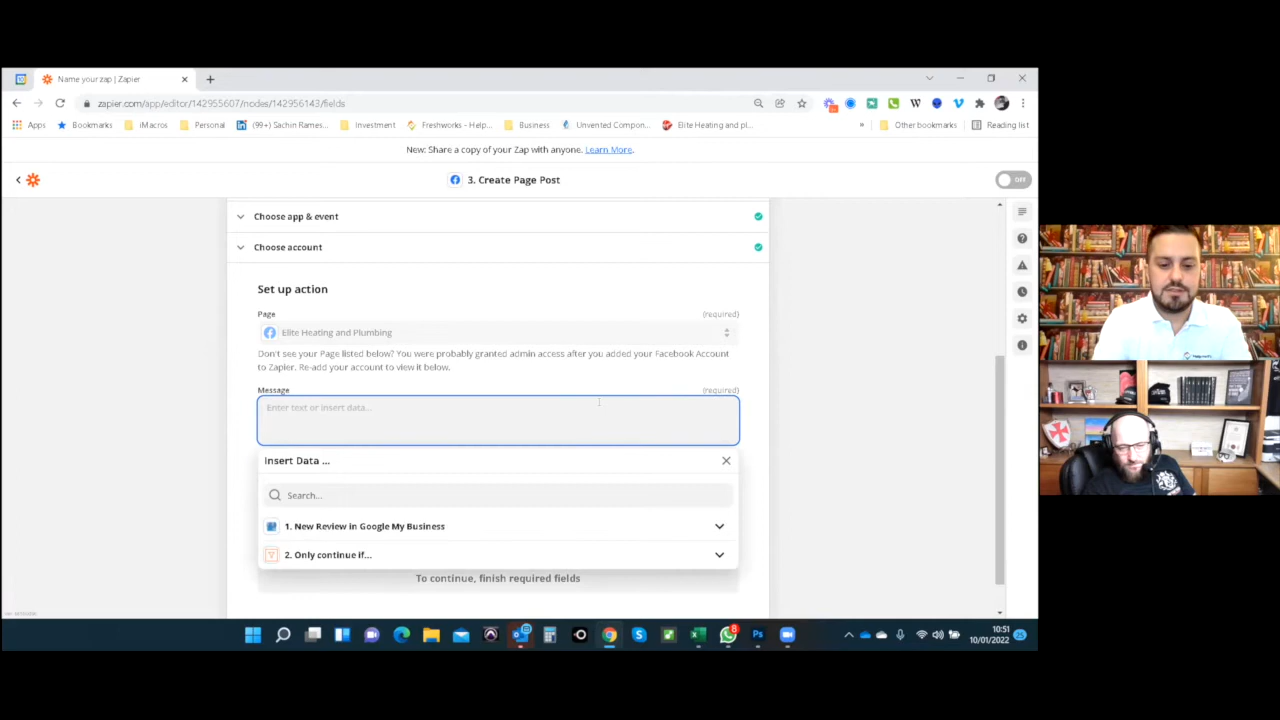 10
Name your zap | Zapier
zapier.com/app/editor/142955607/nodes/142956143/fields
Apps
Bookmarks
iMacros
Personal
(99+) Sachin Rames...
Investment
Freshworks - Help...
Business
Unvented Compon...
Elite Heating and pl...
»
Other bookmarks
Reading list
New: Share a copy of your Zap with anyone. Learn More.
3. Create Page Post
OFF
Choose app & event
Choose account
Set up action
Page
(required)
Elite Heating and Plumbing
Don't see your Page listed below? You were probably granted admin access after you added your Facebook Account
to Zapier. Re-add your account to view it below.
Message
(required)
Enter text or insert data...
Insert Data ...
Search...
1. New Review in Google My Business
2. Only continue if...
To continue, finish required fields
8
10:51
10/01/2022
25